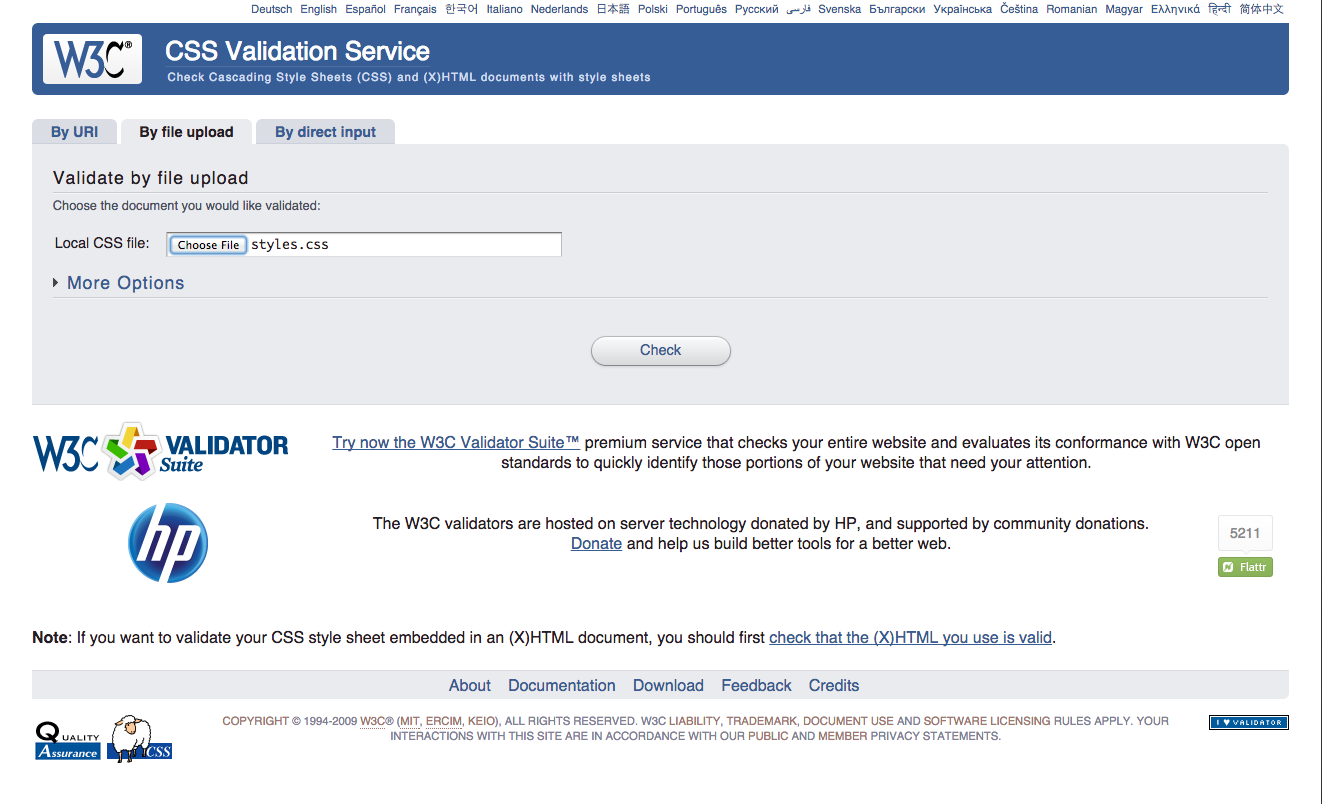 Deutsch English Español Français 한국어 Italiano Nederlands 日本語 Polski Português Русский فارسی Svenska Български Українська Čeština Romanian Magyar Ελληνικά हिन्दी 简体中文
W3C® CSS Validation Service
Check Cascading Style Sheets (CSS) and (X)HTML documents with style sheets
By URI By file upload By direct input
Validate by file upload
Choose the document you would like validated:
Local CSS file: Choose File styles.css
More Options
Check
W3C VALIDATOR Suite
Try now the W3C Validator Suite™ premium service that checks your entire website and evaluates its conformance with W3C open
standards to quickly identify those portions of your website that need your attention.
hp
The W3C validators are hosted on server technology donated by HP, and supported by community donations.
Donate and help us build better tools for a better web.
5211
Flattr
Note: If you want to validate your CSS style sheet embedded in an (X)HTML document, you should first check that the (X)HTML you use is valid.
About Documentation Download Feedback Credits
Quality Assurance CSS
COPYRIGHT © 1994-2009 W3C® (MIT, ERCIM, KEIO), ALL RIGHTS RESERVED. W3C LIABILITY, TRADEMARK, DOCUMENT USE AND SOFTWARE LICENSING RULES APPLY. YOUR
INTERACTIONS WITH THIS SITE ARE IN ACCORDANCE WITH OUR PUBLIC AND MEMBER PRIVACY STATEMENTS.
I ♥ VALIDATOR